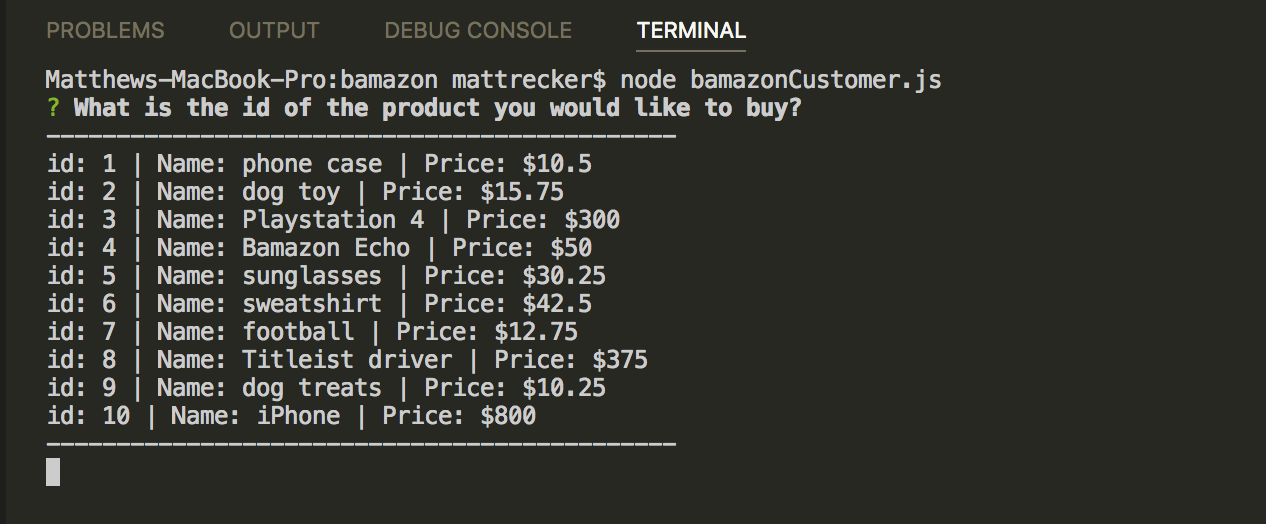 PROBLEMS OUTPUT DEBUG CONSOLE TERMINAL
Matthews-MacBook-Pro:bamazon mattrecker$ node bamazonCustomer.js
? What is the id of the product you would like to buy?
---------------------------------------------
id: 1 | Name: phone case | Price: $10.5
id: 2 | Name: dog toy | Price: $15.75
id: 3 | Name: Playstation 4 | Price: $300
id: 4 | Name: Bamazon Echo | Price: $50
id: 5 | Name: sunglasses | Price: $30.25
id: 6 | Name: sweatshirt | Price: $42.5
id: 7 | Name: football | Price: $12.75
id: 8 | Name: Titleist driver | Price: $375
id: 9 | Name: dog treats | Price: $10.25
id: 10 | Name: iPhone | Price: $800
---------------------------------------------